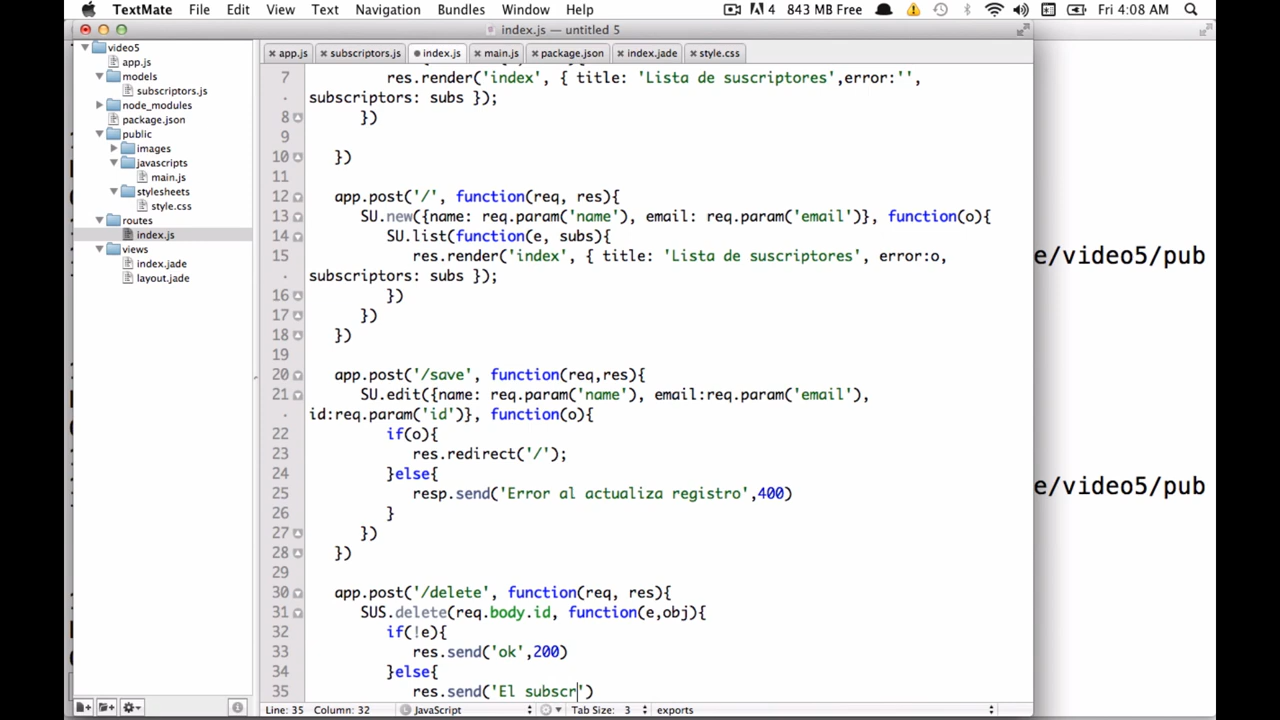 TextMate File Edit View Text Navigation Bundles Window Help 4 843 MB Free Fri 4:08 AM
index.js — untitled 5
video5
app.js
models
subscriptors.js
node_modules
package.json
public
images
javascripts
main.js
stylesheets
style.css
routes
index.js
views
index.jade
layout.jade
app.js subscriptors.js index.js main.js package.json index.jade style.css
7 res.render('index', { title: 'Lista de suscriptores',error:'',
subscriptors: subs });
8 })
9
10 })
11
12 app.post('/', function(req, res){
13 SU.new({name: req.param('name'), email: req.param('email')}, function(o){
14 SU.list(function(e, subs){
15 res.render('index', { title: 'Lista de suscriptores', error:o,
subscriptors: subs });
16 })
17 })
18 })
19
20 app.post('/save', function(req,res){
21 SU.edit({name: req.param('name'), email:req.param('email'),
id:req.param('id')}, function(o){
22 if(o){
23 res.redirect('/');
24 }else{
25 resp.send('Error al actualiza registro',400)
26 }
27 })
28 })
29
30 app.post('/delete', function(req, res){
31 SUS.delete(req.body.id, function(e,obj){
32 if(!e){
33 res.send('ok',200)
34 }else{
35 res.send('El subscr')
Line: 35 Column: 32 JavaScript Tab Size: 3 exports
e/video5/pub
e/video5/pub